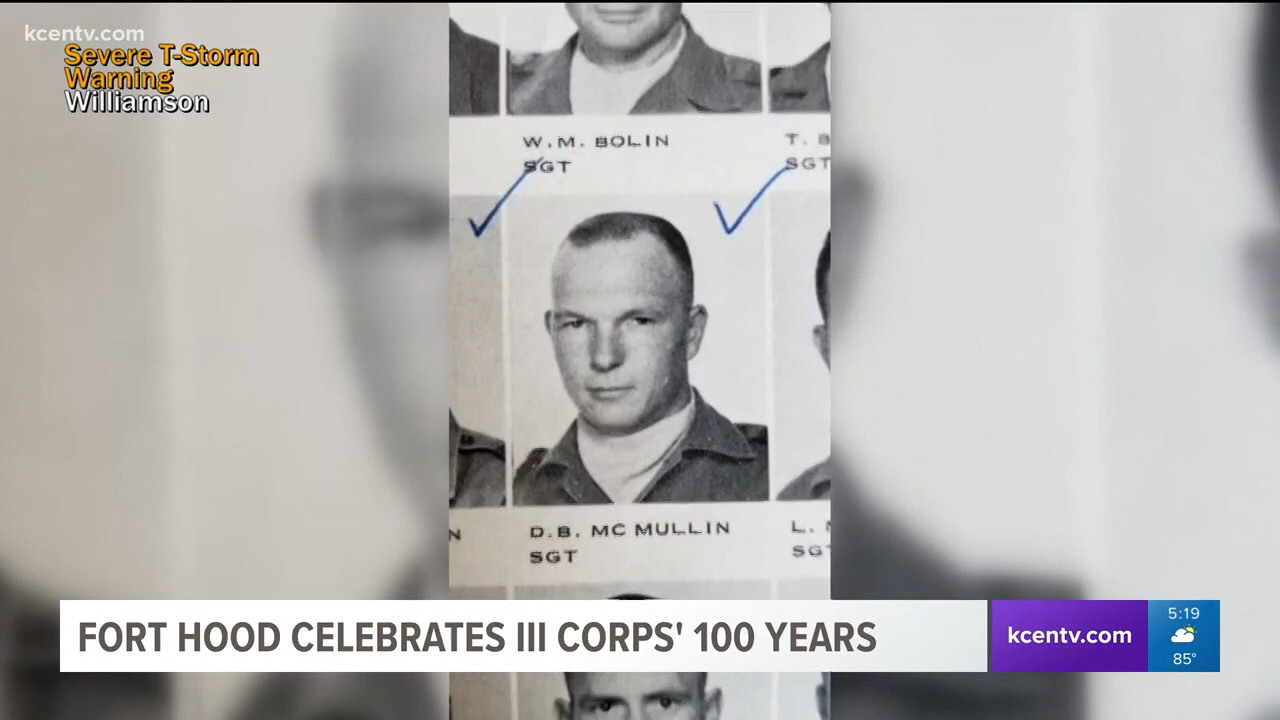 kcentv.com
Severe T-Storm
Warning
Williamson
W.M. BOLIN
SGT
T. B
SGT
D.B. MC MULLIN
SGT
N
L.
SGT
FORT HOOD CELEBRATES III CORPS' 100 YEARS
kcentv.com
5:19
85°